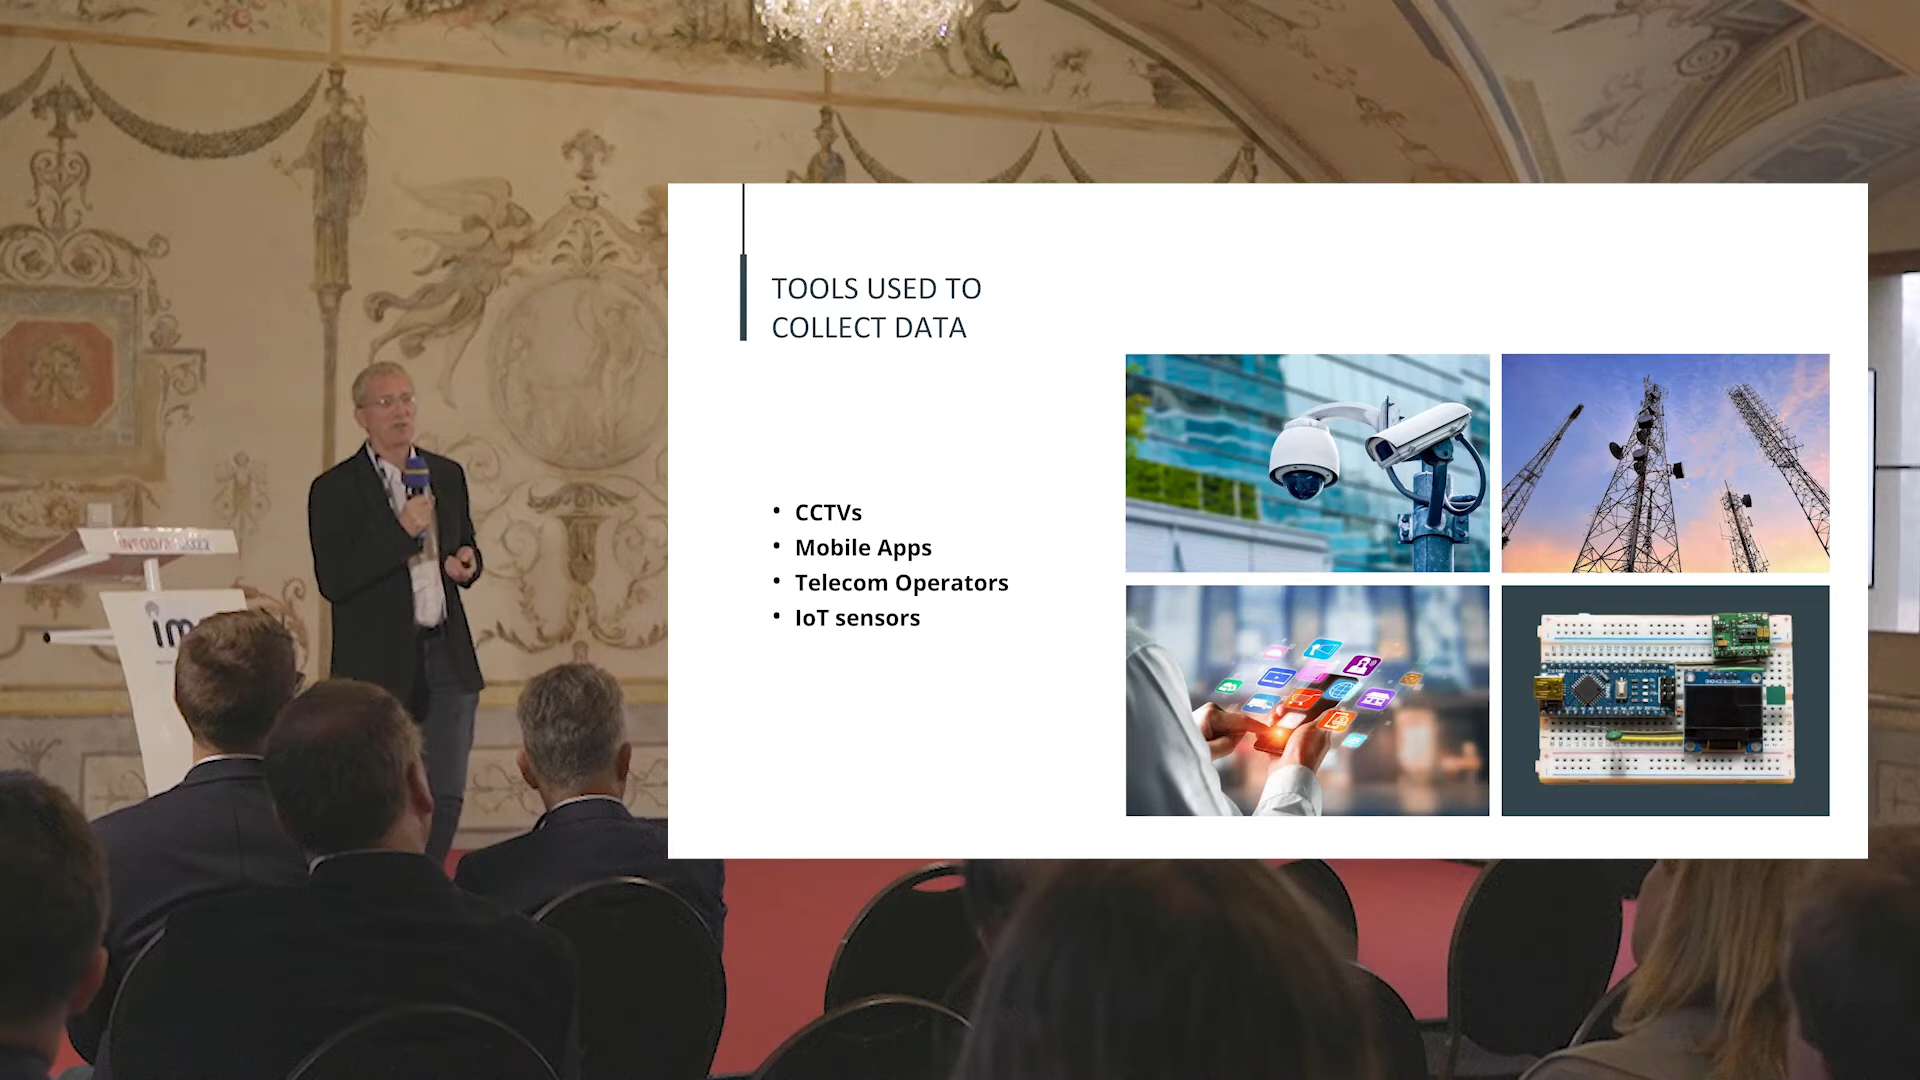 TOOLS USED TO
COLLECT DATA
• CCTVs
• Mobile Apps
• Telecom Operators
• IoT sensors